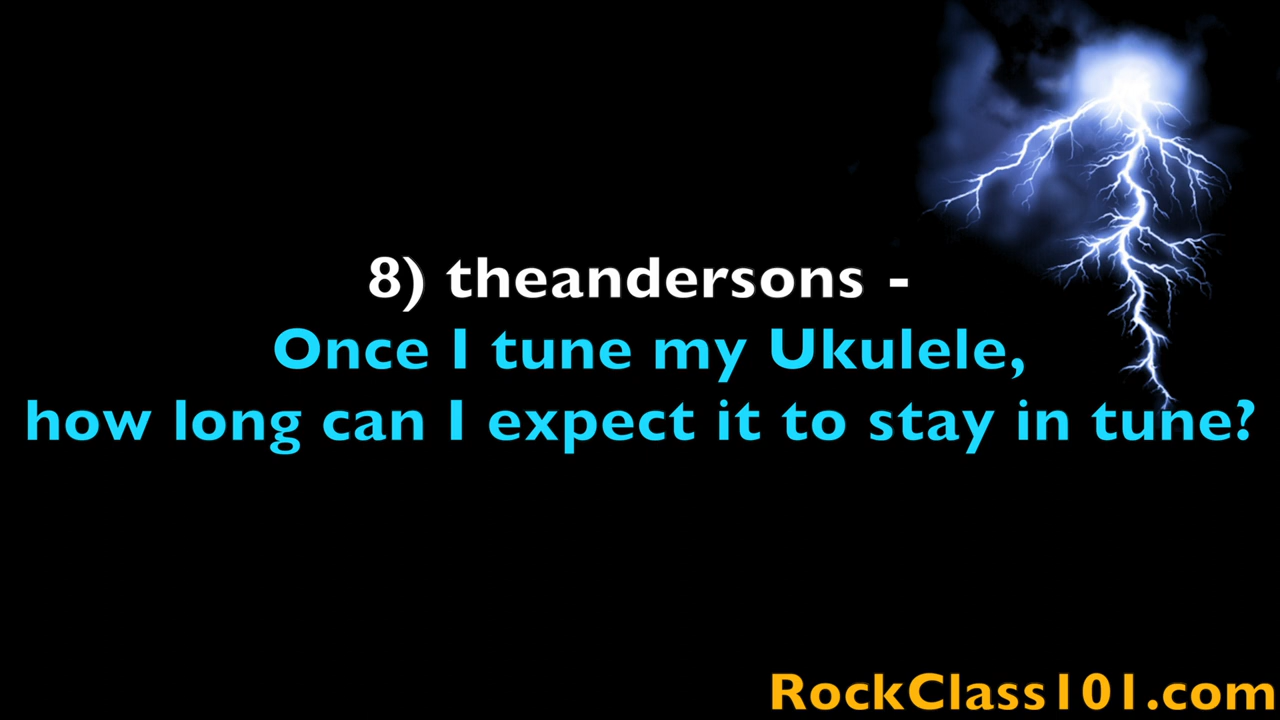 8) theandersons -
Once I tune my Ukulele,
how long can I expect it to stay in tune?
RockClass101.com